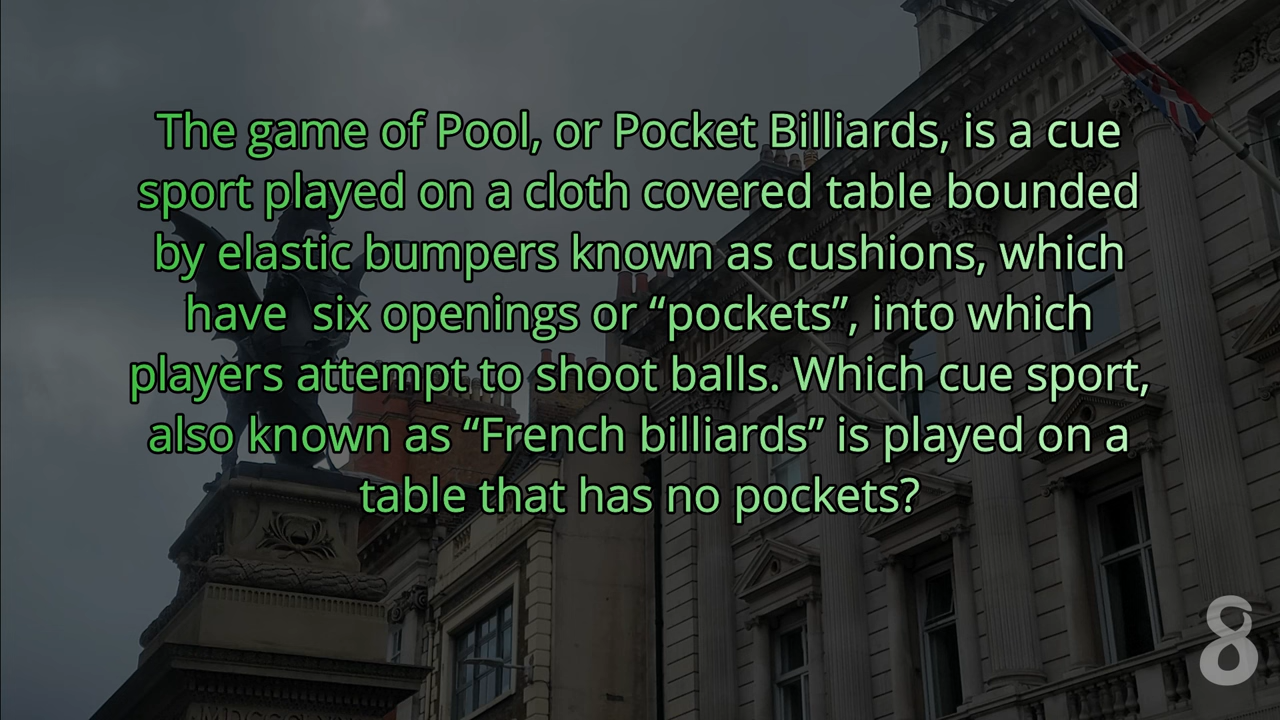 The game of Pool, or Pocket Billiards, is a cue
sport played on a cloth covered table bounded
by elastic bumpers known as cushions, which
have  six openings or “pockets”, into which
players attempt to shoot balls. Which cue sport,
also known as “French billiards” is played on a
table that has no pockets?
8